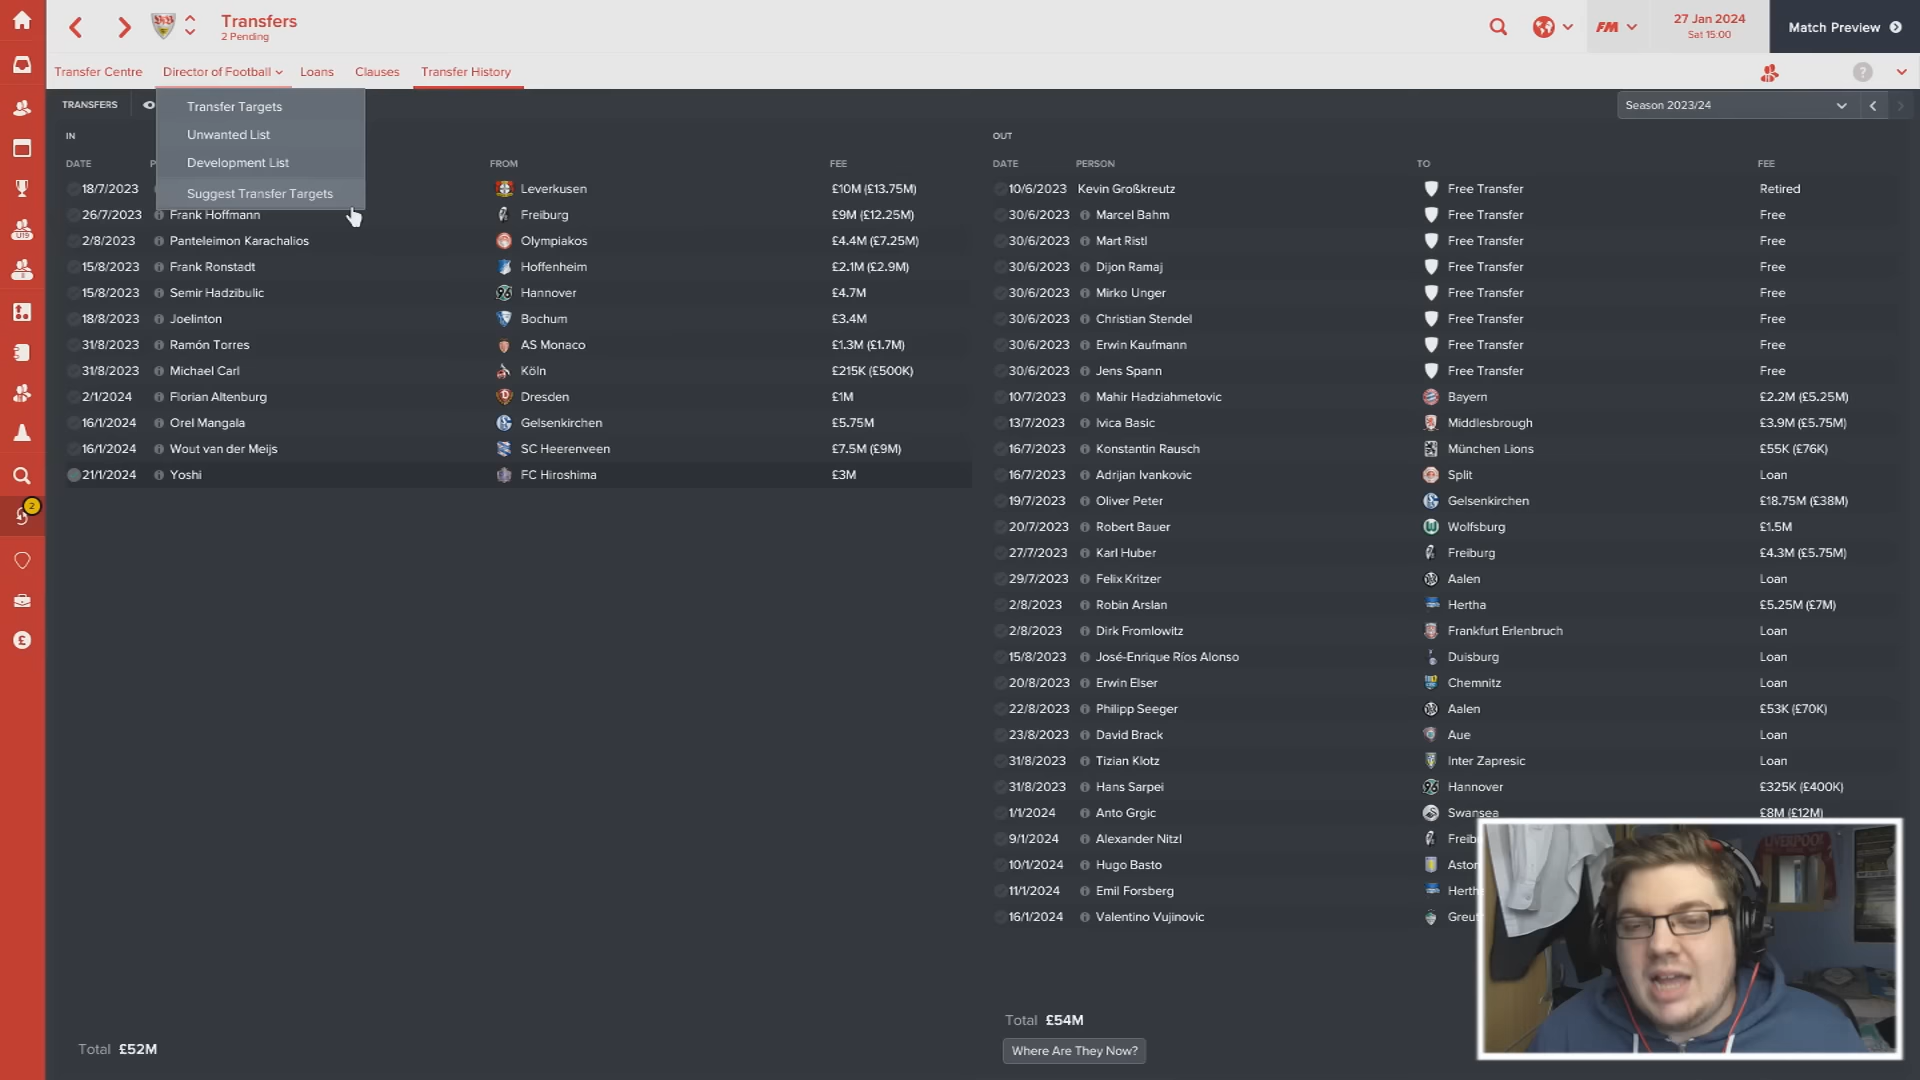 Transfers
2 Pending
FM
27 Jan 2024
Sat 15:00
Match Preview
Transfer Centre
Director of Football
Loans
Clauses
Transfer History
?
TRANSFERS
Transfer Targets
Unwanted List
Development List
Suggest Transfer Targets
Season 2023/24
IN
DATE P FROM FEE
18/7/2023 Leverkusen £10M (£13.75M)
26/7/2023 Frank Hoffmann Freiburg £9M (£12.25M)
2/8/2023 Panteleimon Karachalios Olympiakos £4.4M (£7.25M)
15/8/2023 Frank Ronstadt Hoffenheim £2.1M (£2.9M)
15/8/2023 Semir Hadzibulic Hannover £4.7M
18/8/2023 Joelinton Bochum £3.4M
31/8/2023 Ramón Torres AS Monaco £1.3M (£1.7M)
31/8/2023 Michael Carl Köln £215K (£500K)
2/1/2024 Florian Altenburg Dresden £1M
16/1/2024 Orel Mangala Gelsenkirchen £5.75M
16/1/2024 Wout van der Meijs SC Heerenveen £7.5M (£9M)
21/1/2024 Yoshi FC Hiroshima £3M
Total £52M
OUT
DATE PERSON TO FEE
10/6/2023 Kevin Großkreutz Free Transfer Retired
30/6/2023 Marcel Bahm Free Transfer Free
30/6/2023 Mart Ristl Free Transfer Free
30/6/2023 Dijon Ramaj Free Transfer Free
30/6/2023 Mirko Unger Free Transfer Free
30/6/2023 Christian Stendel Free Transfer Free
30/6/2023 Erwin Kaufmann Free Transfer Free
30/6/2023 Jens Spann Free Transfer Free
10/7/2023 Mahir Hadziahmetovic Bayern £2.2M (£5.25M)
13/7/2023 Ivica Basic Middlesbrough £3.9M (£5.75M)
16/7/2023 Konstantin Rausch München Lions £55K (£76K)
16/7/2023 Adrijan Ivankovic Split Loan
19/7/2023 Oliver Peter Gelsenkirchen £18.75M (£38M)
20/7/2023 Robert Bauer Wolfsburg £1.5M
27/7/2023 Karl Huber Freiburg £4.3M (£5.75M)
29/7/2023 Felix Kritzer Aalen Loan
2/8/2023 Robin Arslan Hertha £5.25M (£7M)
2/8/2023 Dirk Fromlowitz Frankfurt Erlenbruch Loan
15/8/2023 José-Enrique Ríos Alonso Duisburg Loan
20/8/2023 Erwin Elser Chemnitz Loan
22/8/2023 Philipp Seeger Aalen £53K (£70K)
23/8/2023 David Brack Aue Loan
31/8/2023 Tizian Klotz Inter Zapresic Loan
31/8/2023 Hans Sarpei Hannover £325K (£400K)
1/1/2024 Anto Grgic Swansea £8M (£12M)
9/1/2024 Alexander Nitzl Freib
10/1/2024 Hugo Basto Aston
11/1/2024 Emil Forsberg Herth
16/1/2024 Valentino Vujinovic Greut
Total £54M
Where Are They Now?
2
LIVERPOOL